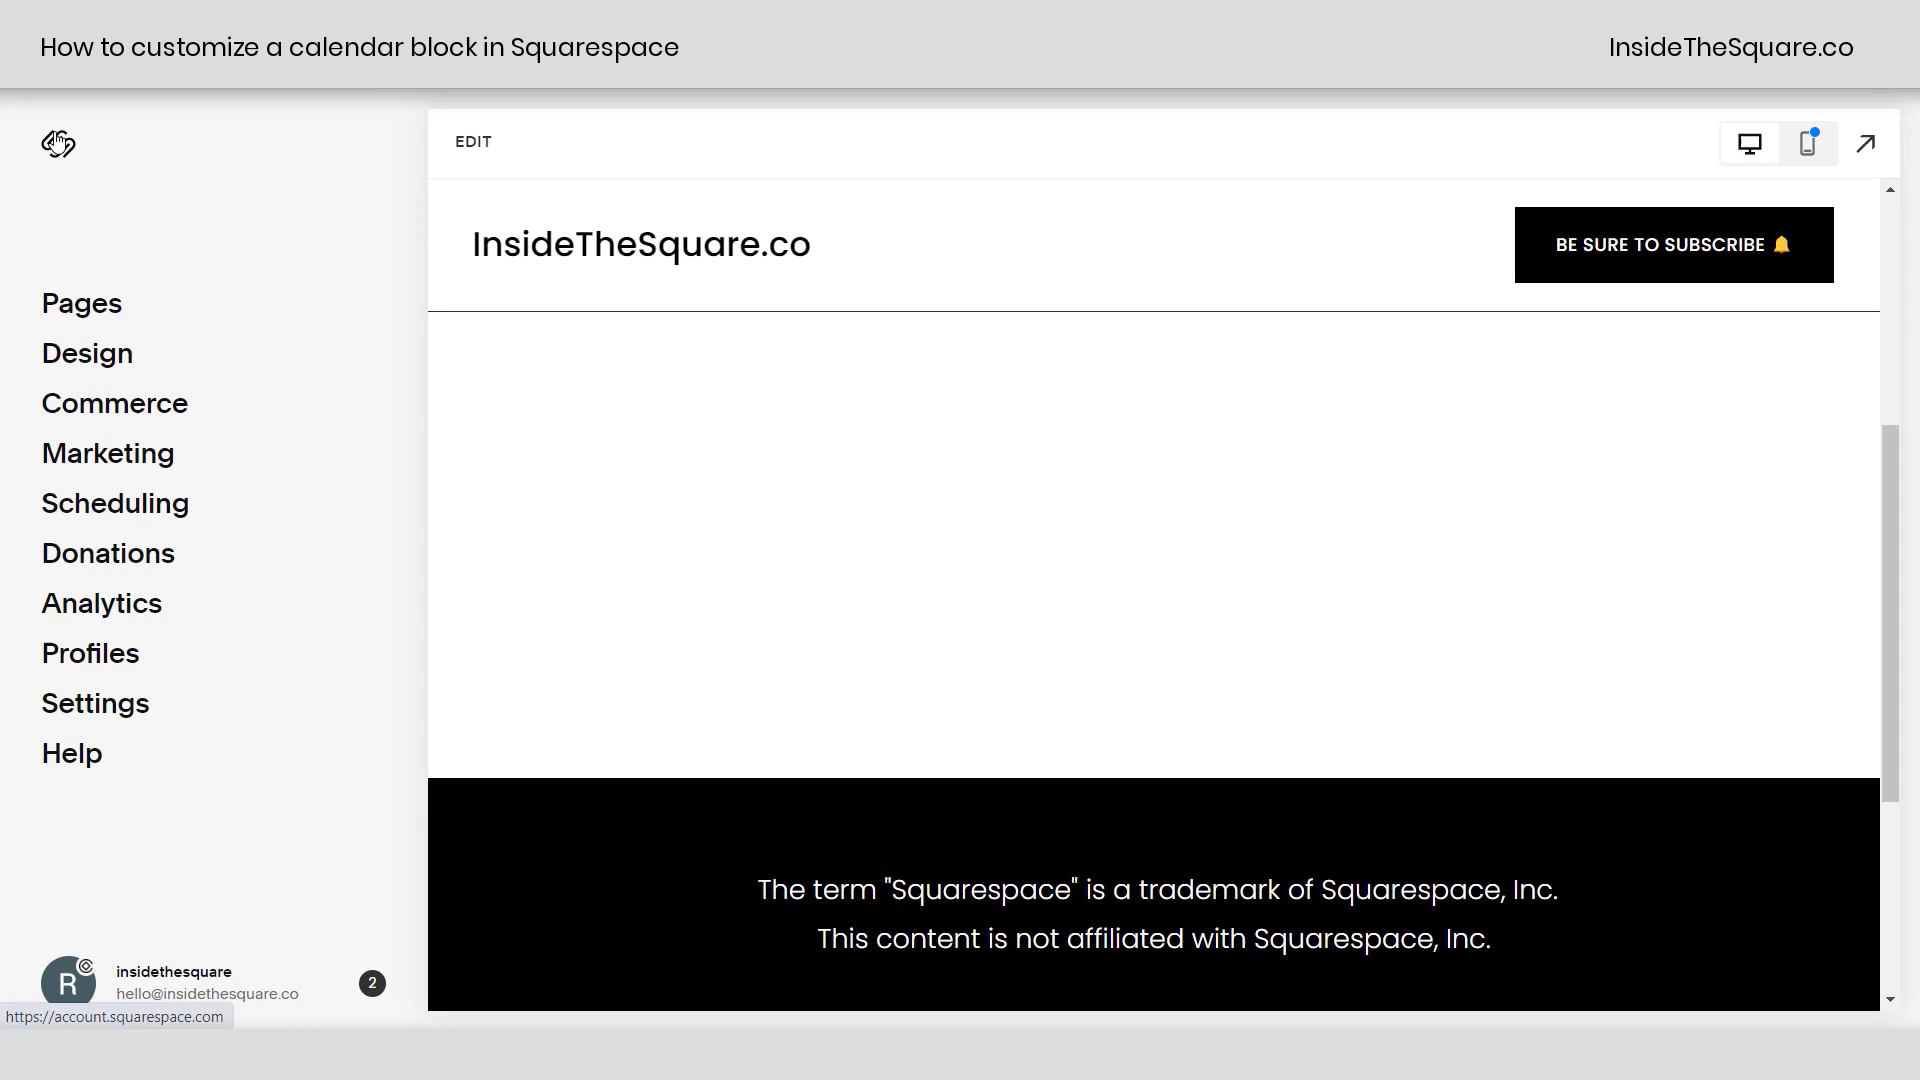 How to customize a calendar block in Squarespace
InsideTheSquare.co
EDIT
InsideTheSquare.co
BE SURE TO SUBSCRIBE 🔔
Pages
Design
Commerce
Marketing
Scheduling
Donations
Analytics
Profiles
Settings
Help
The term "Squarespace" is a trademark of Squarespace, Inc.
This content is not affiliated with Squarespace, Inc.
R
insidethesquare
hello@insidethesquare.co
2
https://account.squarespace.com